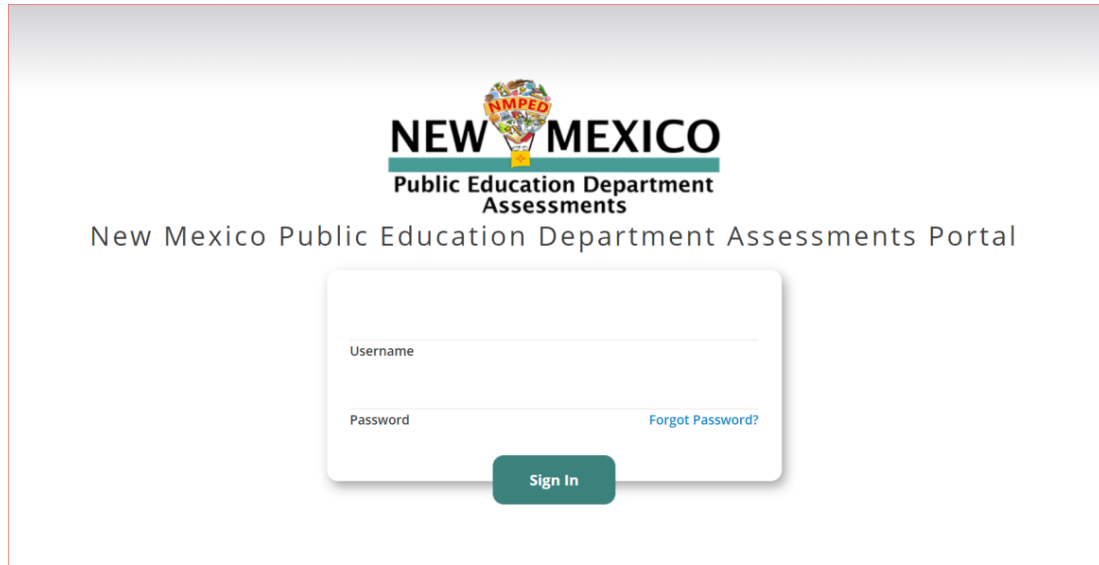 NMPED
NEW MEXICO
Public Education Department
Assessments
New Mexico Public Education Department Assessments Portal
Username
Password Forgot Password?
Sign In